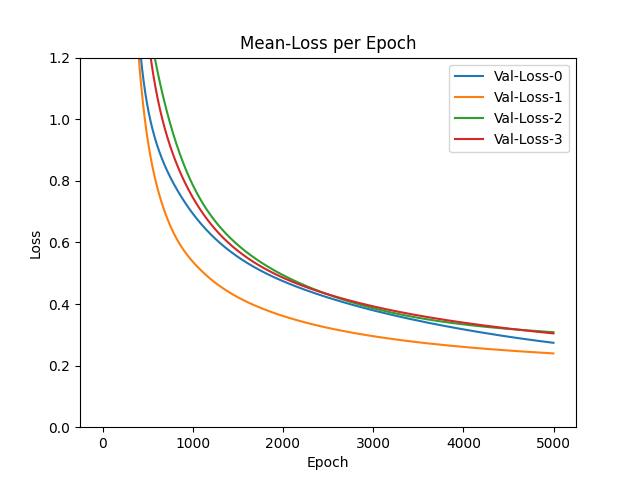 Mean-Loss per Epoch
Val-Loss-0
Val-Loss-1
Val-Loss-2
Val-Loss-3
Loss
1.2
1.0
0.8
0.6
0.4
0.2
0.0
0 1000 2000 3000 4000 5000
Epoch